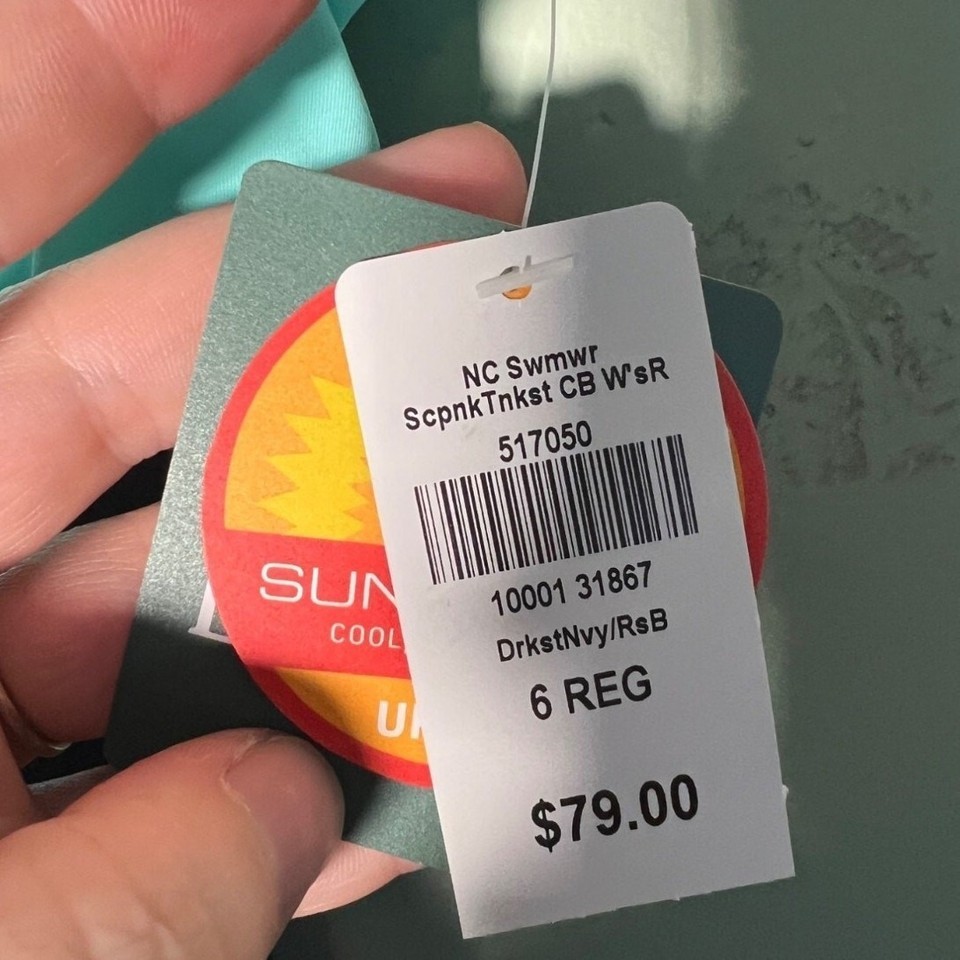 NC Swmwr
ScpnkTnkst CB W'sR
517050
10001 31867
DrkstNvy/RsB
6 REG
$79.00
SUN
COOL